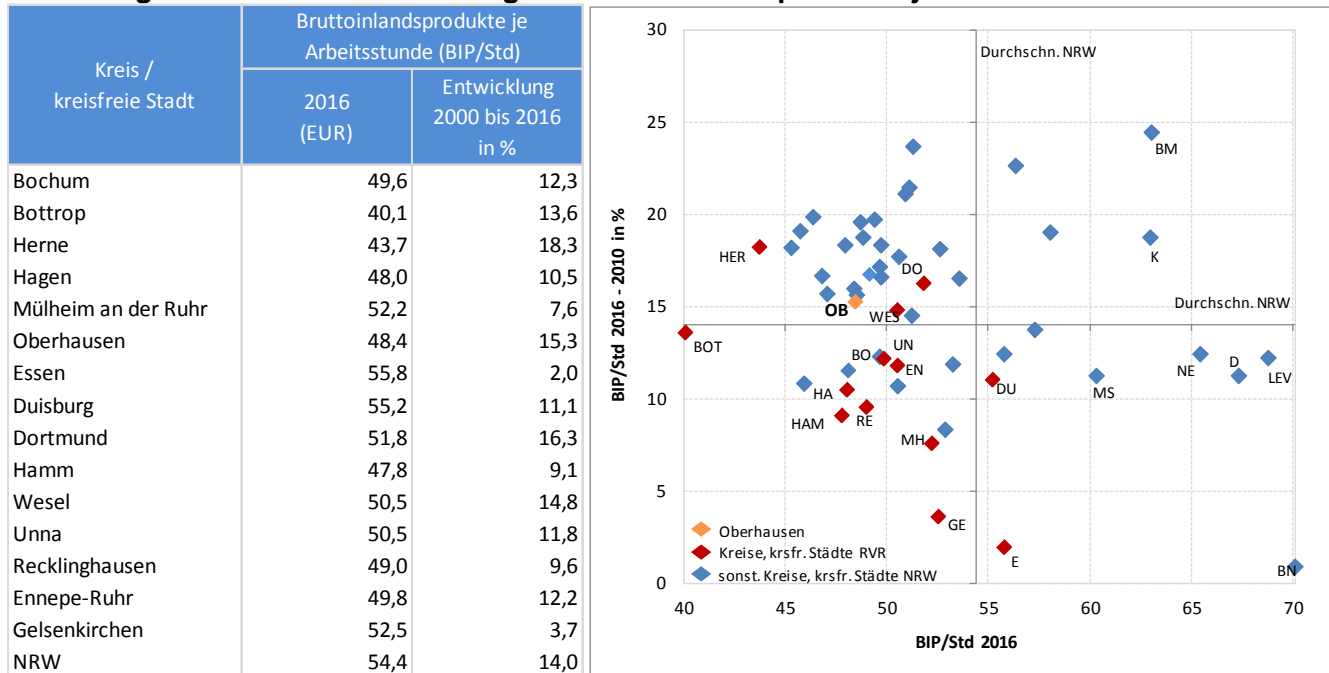 Kreis /
kreisfreie Stadt
Bruttoinlandsprodukte je
Arbeitsstunde (BIP/Std)
2016
(EUR)
Entwicklung
2000 bis 2016
in %
Bochum 49,6 12,3
Bottrop 40,1 13,6
Herne 43,7 18,3
Hagen 48,0 10,5
Mülheim an der Ruhr 52,2 7,6
Oberhausen 48,4 15,3
Essen 55,8 2,0
Duisburg 55,2 11,1
Dortmund 51,8 16,3
Hamm 47,8 9,1
Wesel 50,5 14,8
Unna 50,5 11,8
Recklinghausen 49,0 9,6
Ennepe-Ruhr 49,8 12,2
Gelsenkirchen 52,5 3,7
NRW 54,4 14,0
BIP/Std 2016 - 2010 in %
30
25
20
15
10
5
0
Durchschn. NRW
BM
HER
DO
K
Durchschn. NRW
OB
WES
BOT
BO
UN
EN
NE
D
LEV
HA
DU
MS
HAM
RE
MH
GE
E
BN
Oberhausen
Kreise, krsfr. Städte RVR
sonst. Kreise, krsfr. Städte NRW
40 45 50 55 60 65 70
BIP/Std 2016